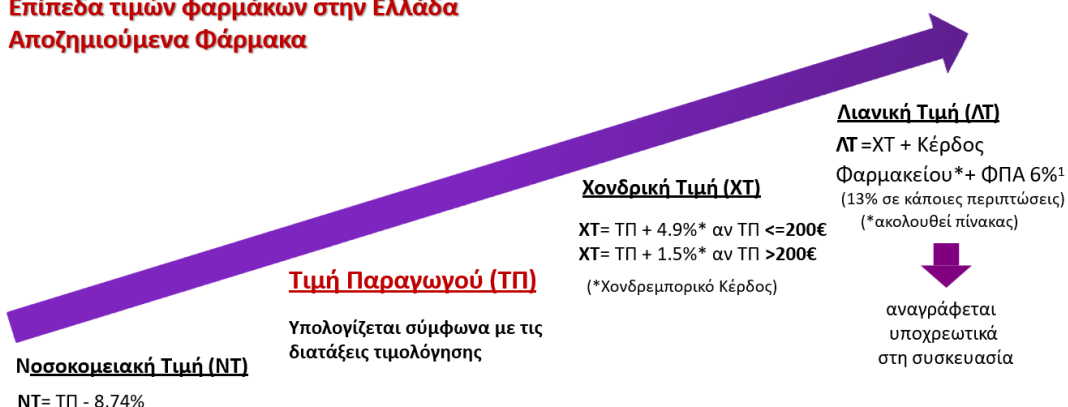 Επίπεδα τιμών φαρμάκων στην Ελλάδα
Αποζημιούμενα Φάρμακα
Λιανική Τιμή (ΛΤ)
ΛΤ =ΧΤ + Κέρδος
Φαρμακείου*+ ΦΠΑ 6%¹
(13% σε κάποιες περιπτώσεις)
(*ακολουθεί πίνακας)
αναγράφεται
υποχρεωτικά
στη συσκευασία
Χονδρική Τιμή (ΧΤ)
ΧΤ= ΤΠ + 4.9%* αν ΤΠ <=200€
ΧΤ= ΤΠ + 1.5%* αν ΤΠ >200€
(*Χονδρεμπορικό Κέρδος)
Τιμή Παραγωγού (ΤΠ)
Υπολογίζεται σύμφωνα με τις
διατάξεις τιμολόγησης
Νοσοκομειακή Τιμή (ΝΤ)
ΝΤ= ΤΠ - 8.74%